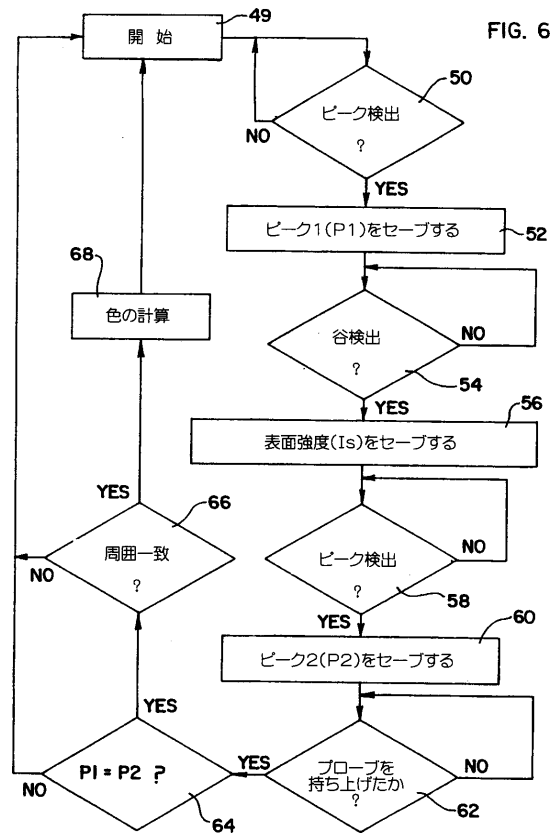 FIG. 6
49
開 始
50
ピーク検出
?
NO
YES
ピーク1(P1)をセーブする
52
68
色の計算
谷検出
?
NO
54
YES
56
表面強度(Is)をセーブする
YES
66
周囲一致
?
NO
ピーク検出
?
NO
58
YES
60
ピーク2(P2)をセーブする
YES
P1 = P2 ?
NO
64
YES
プローブを
持ち上げたか
?
NO
62